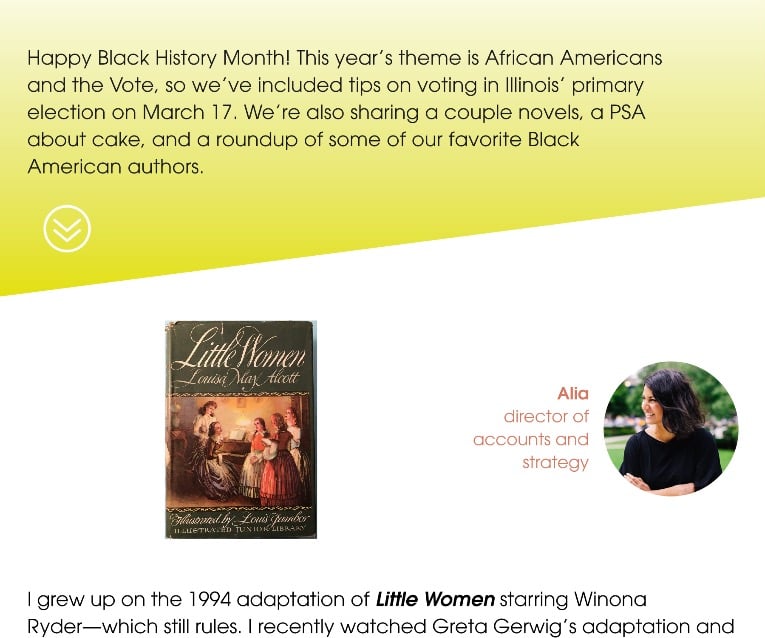 Happy Black History Month! This year's theme is African Americans
and the Vote, so we've included tips on voting in Illinois' primary
election on March 17. We're also sharing a couple novels, a PSA
about cake, and a roundup of some of our favorite Black
American authors.
Little Women
Louisa May Alcott
Illustrated by Louis Jambor
ILLUSTRATED JUNIOR LIBRARY
Alia
director of
accounts and
strategy
I grew up on the 1994 adaptation of Little Women starring Winona
Ryder—which still rules. I recently watched Greta Gerwig's adaptation and